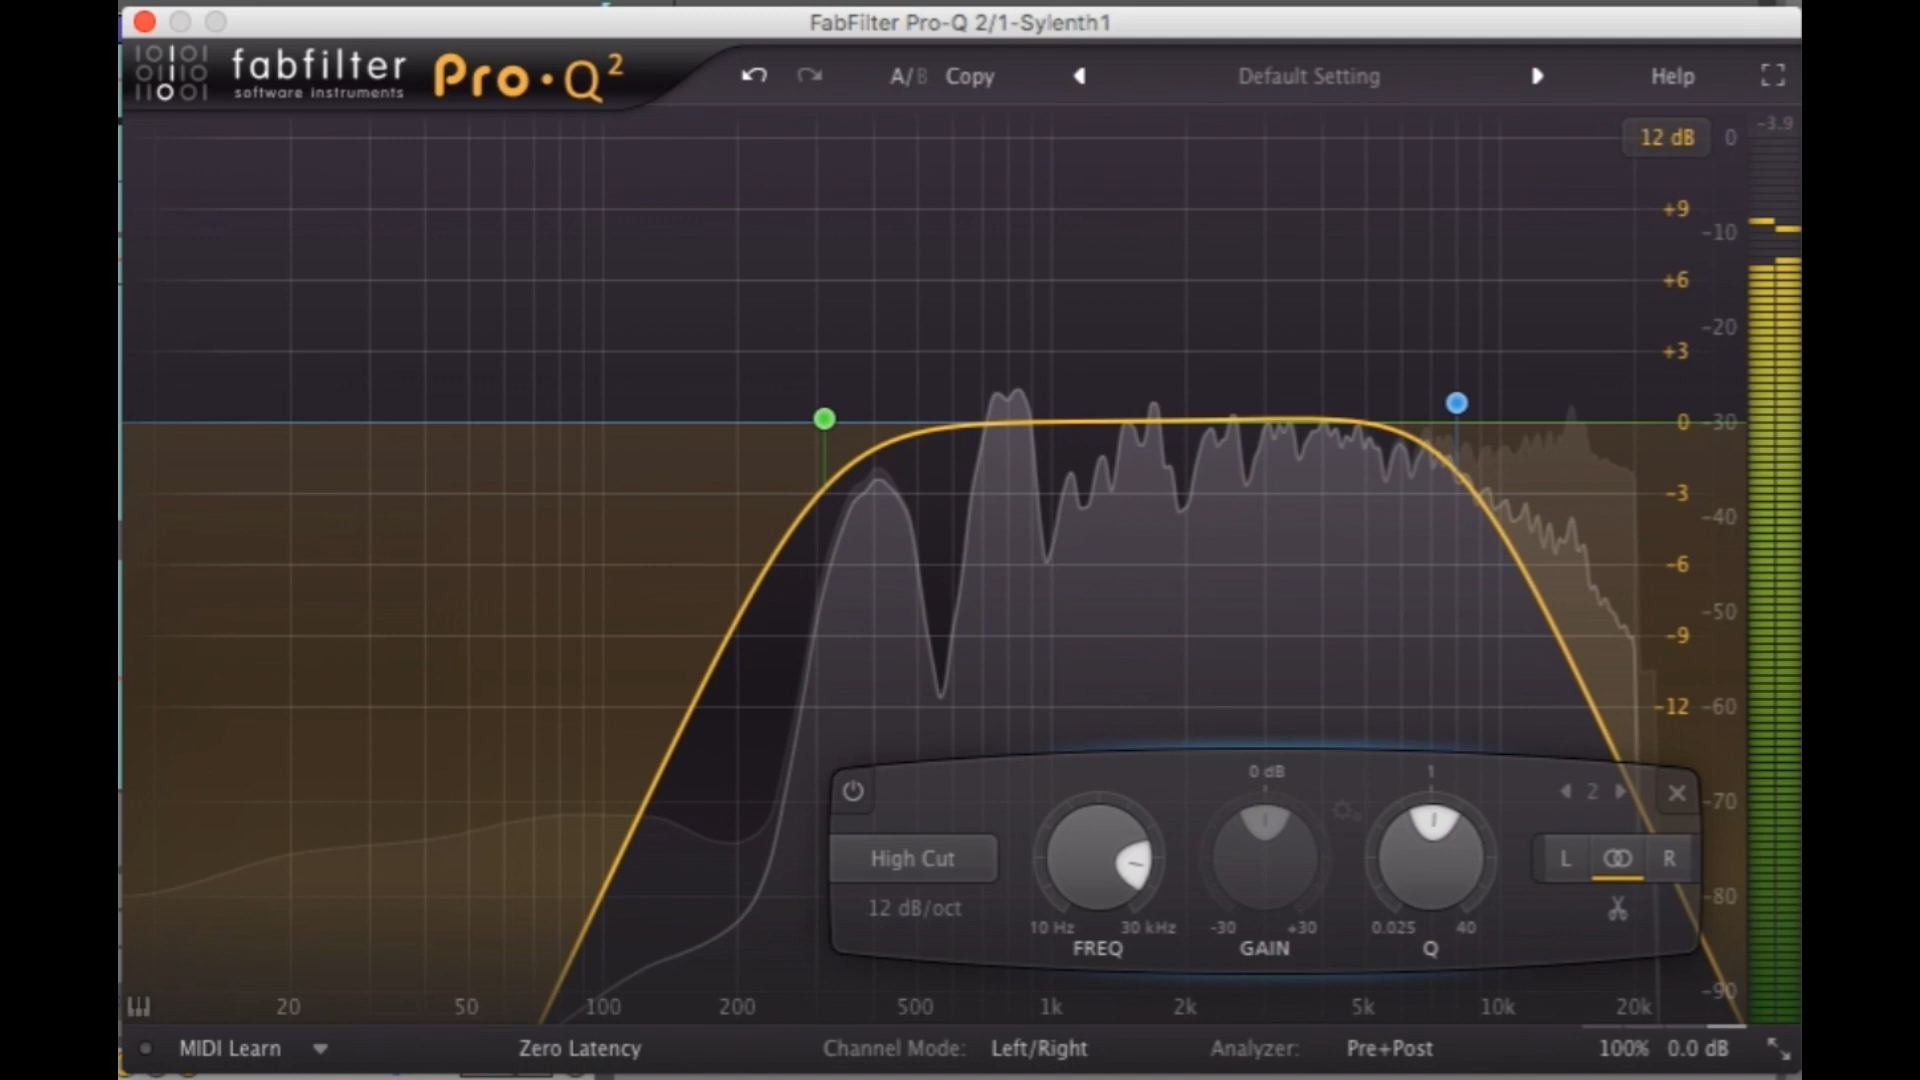 FabFilter Pro-Q 2/1-Sylenth1
fabfilter
software instruments
Pro·Q²
A/B Copy Default Setting Help
12 dB 0 -3.9
+9
-10
+6
-20
+3
0 -30
-3
-40
-6
-50
-9
-12 -60
0 dB 1
2
-70
High Cut L R
12 dB/oct
-80
10 Hz 30 kHz -30 +30 0.025 40
FREQ GAIN Q
-90
20 50 100 200 500 1k 2k 5k 10k 20k
MIDI Learn Zero Latency Channel Mode: Left/Right Analyzer: Pre+Post 100% 0.0 dB